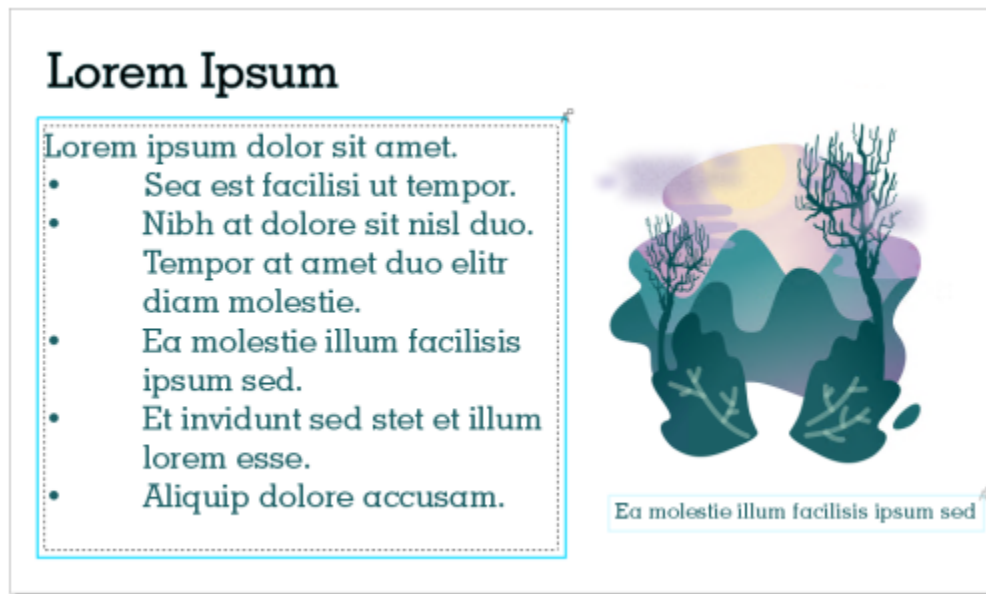 Lorem Ipsum
Lorem ipsum dolor sit amet.
• Sea est facilisi ut tempor.
• Nibh at dolore sit nisl duo.
Tempor at amet duo elitr
diam molestie.
• Ea molestie illum facilisis
ipsum sed.
• Et invidunt sed stet et illum
lorem esse.
• Aliquip dolore accusam.
Ea molestie illum facilisis ipsum sed